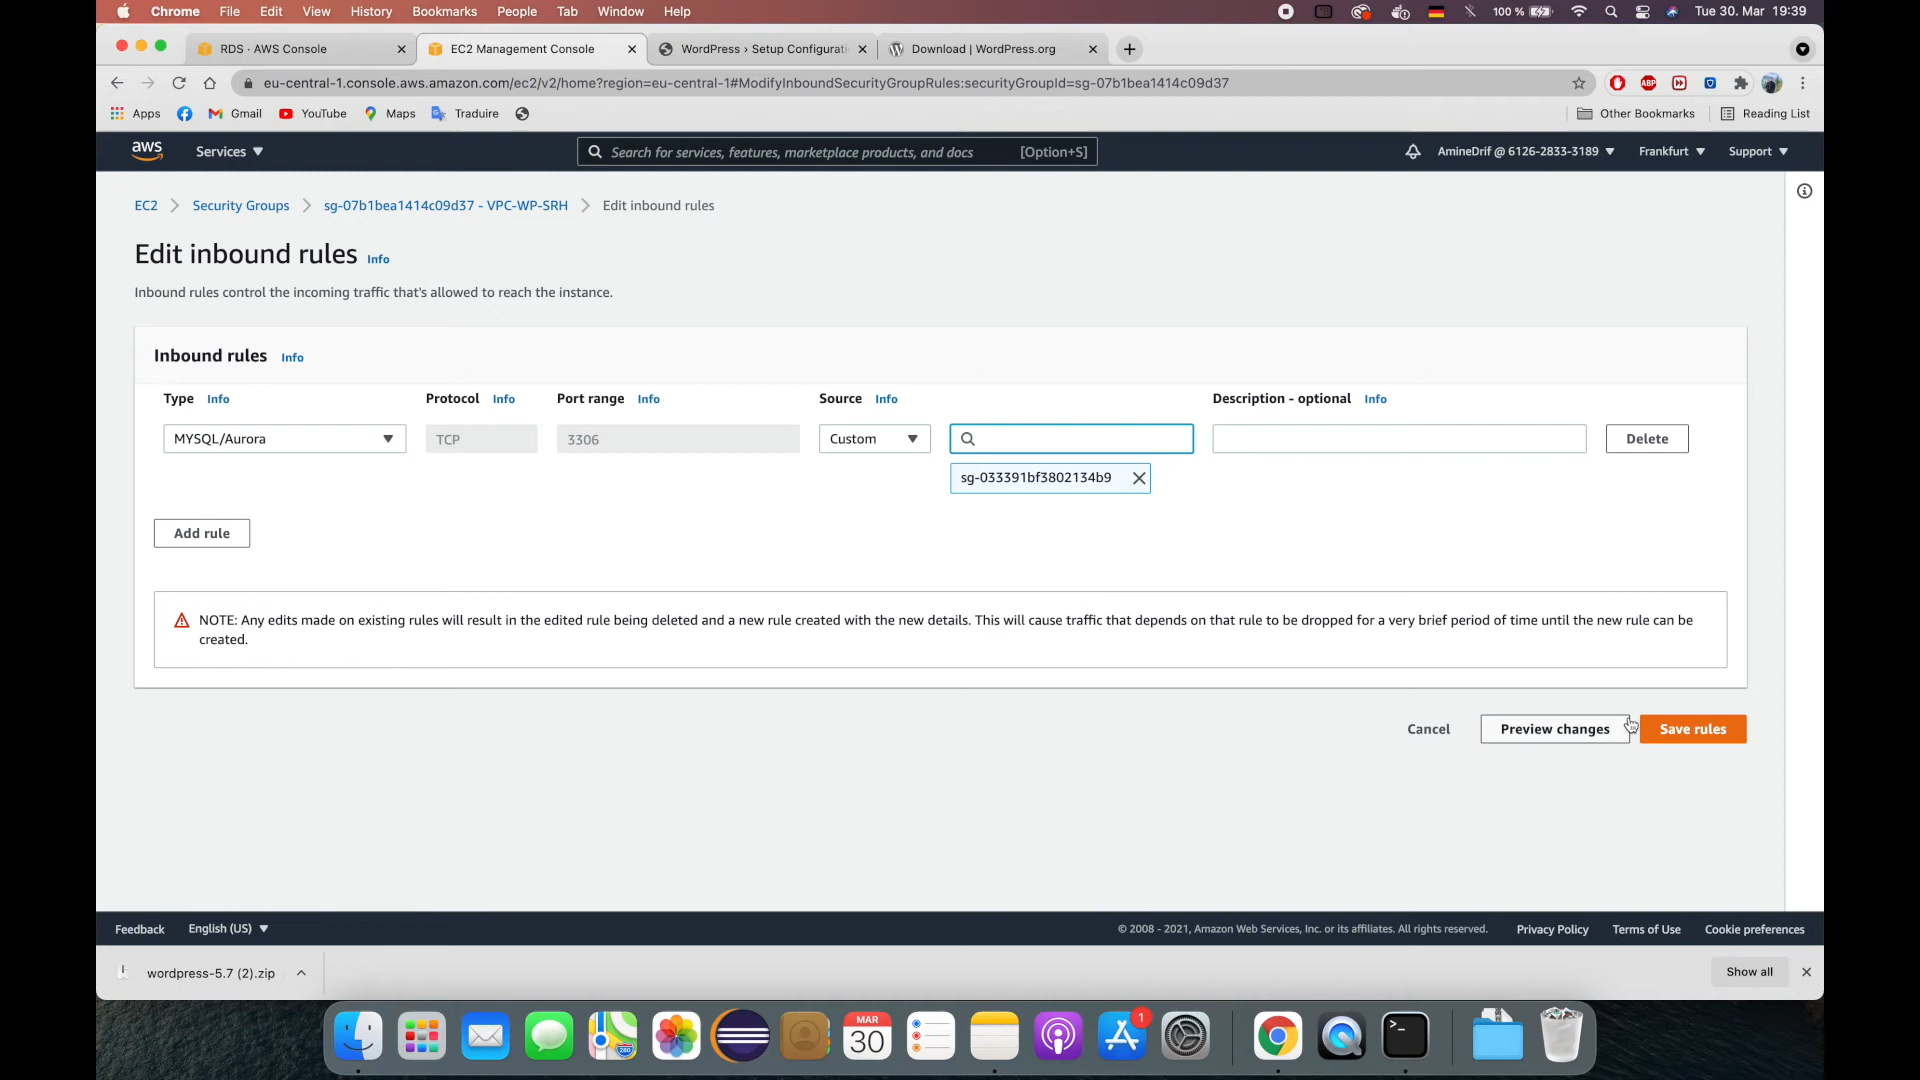 Chrome File Edit View History Bookmarks People Tab Window Help 100 % Tue 30. Mar 19:39
RDS · AWS Console EC2 Management Console WordPress › Setup Configurati Download | WordPress.org
eu-central-1.console.aws.amazon.com/ec2/v2/home?region=eu-central-1#ModifyInboundSecurityGroupRules:securityGroupId=sg-07b1bea1414c09d37 ABP
Apps Gmail YouTube Maps Traduire Other Bookmarks Reading List
aws Services Search for services, features, marketplace products, and docs [Option+S] AmineDrif @ 6126-2833-3189 Frankfurt Support
EC2 Security Groups sg-07b1bea1414c09d37 - VPC-WP-SRH Edit inbound rules
Edit inbound rules Info
Inbound rules control the incoming traffic that's allowed to reach the instance.
Inbound rules Info
Type Info Protocol Info Port range Info Source Info Description - optional Info
MYSQL/Aurora TCP 3306 Custom Delete
sg-033391bf3802134b9
Add rule
NOTE: Any edits made on existing rules will result in the edited rule being deleted and a new rule created with the new details. This will cause traffic that depends on that rule to be dropped for a very brief period of time until the new rule can be
created.
Cancel Preview changes Save rules
Feedback English (US) © 2008 - 2021, Amazon Web Services, Inc. or its affiliates. All rights reserved. Privacy Policy Terms of Use Cookie preferences
wordpress-5.7 (2).zip Show all
MAR
30
280
1
>_